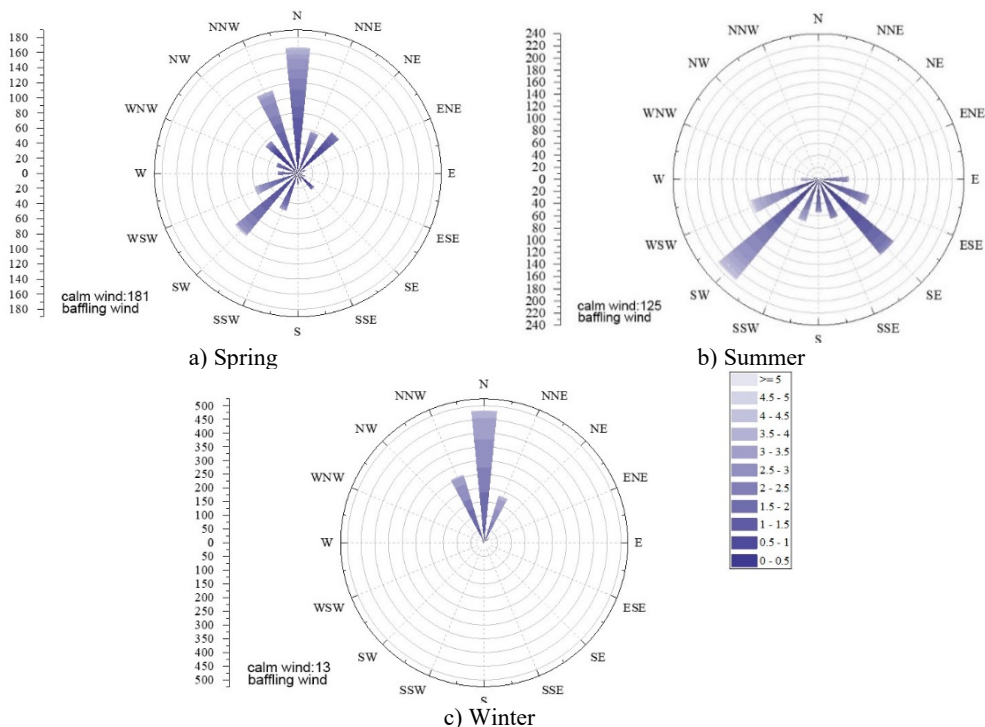 N
NNW
NNE
NW
NE
WNW
ENE
W
E
WSW
ESE
SW
SE
SSW
SSE
S
180
160
140
120
100
80
60
40
20
0
20
40
60
80
100
120
140
160
180
calm wind:181
baffling wind
a) Spring
N
NNW
NNE
NW
NE
WNW
ENE
W
E
WSW
ESE
SW
SE
SSW
SSE
S
240
220
200
180
160
140
120
100
80
60
40
20
0
20
40
60
80
100
120
140
160
180
200
220
240
calm wind:125
baffling wind
b) Summer
N
NNW
NNE
NW
NE
WNW
ENE
W
E
WSW
ESE
SW
SE
SSW
SSE
S
500
450
400
350
300
250
200
150
100
50
0
50
100
150
200
250
300
350
400
450
500
calm wind:13
baffling wind
c) Winter
>= 5
4.5 - 5
4 - 4.5
3.5 - 4
3 - 3.5
2.5 - 3
2 - 2.5
1.5 - 2
1 - 1.5
0.5 - 1
0 - 0.5